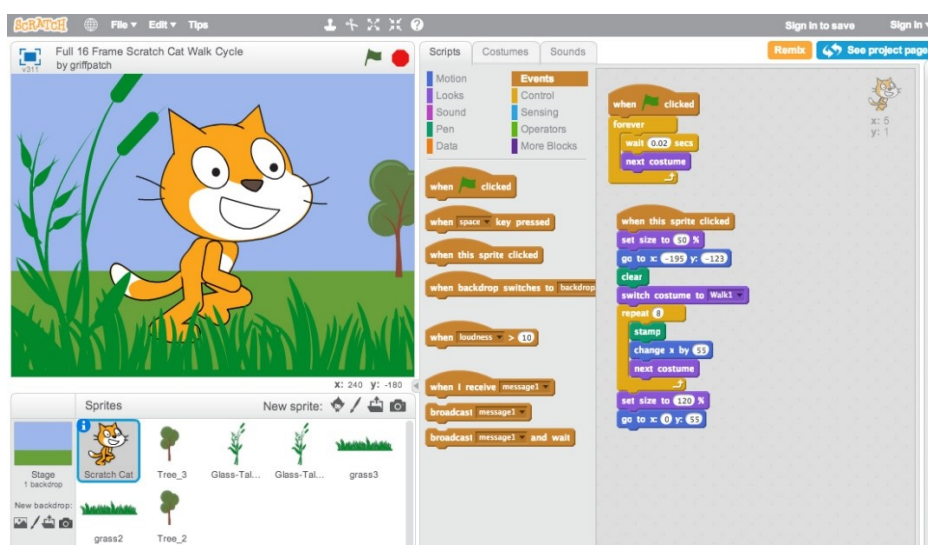 SCRATCH File Edit Tips Sign in to save Sign in
Full 16 Frame Scratch Cat Walk Cycle
by griffpatch
v311
Scripts Costumes Sounds
Remix See project page
Motion Events
Looks Control
Sound Sensing
Pen Operators
Data More Blocks
when clicked
when space key pressed
when this sprite clicked
when backdrop switches to backdrop
when loudness > 10
when I receive message1
broadcast message1
broadcast message1 and wait
when clicked
forever
wait 0.02 secs
next costume
when this sprite clicked
set size to 50 %
go to x: -195 y: -123
clear
switch costume to Walk1
repeat 8
stamp
change x by 55
next costume
set size to 120 %
go to x: 0 y: 55
x: 5
y: 1
x: 240 y: -180
Sprites New sprite:
Stage
1 backdrop
New backdrop:
Scratch Cat Tree_3 Glass-Tal... Glass-Tal... grass3
grass2 Tree_2